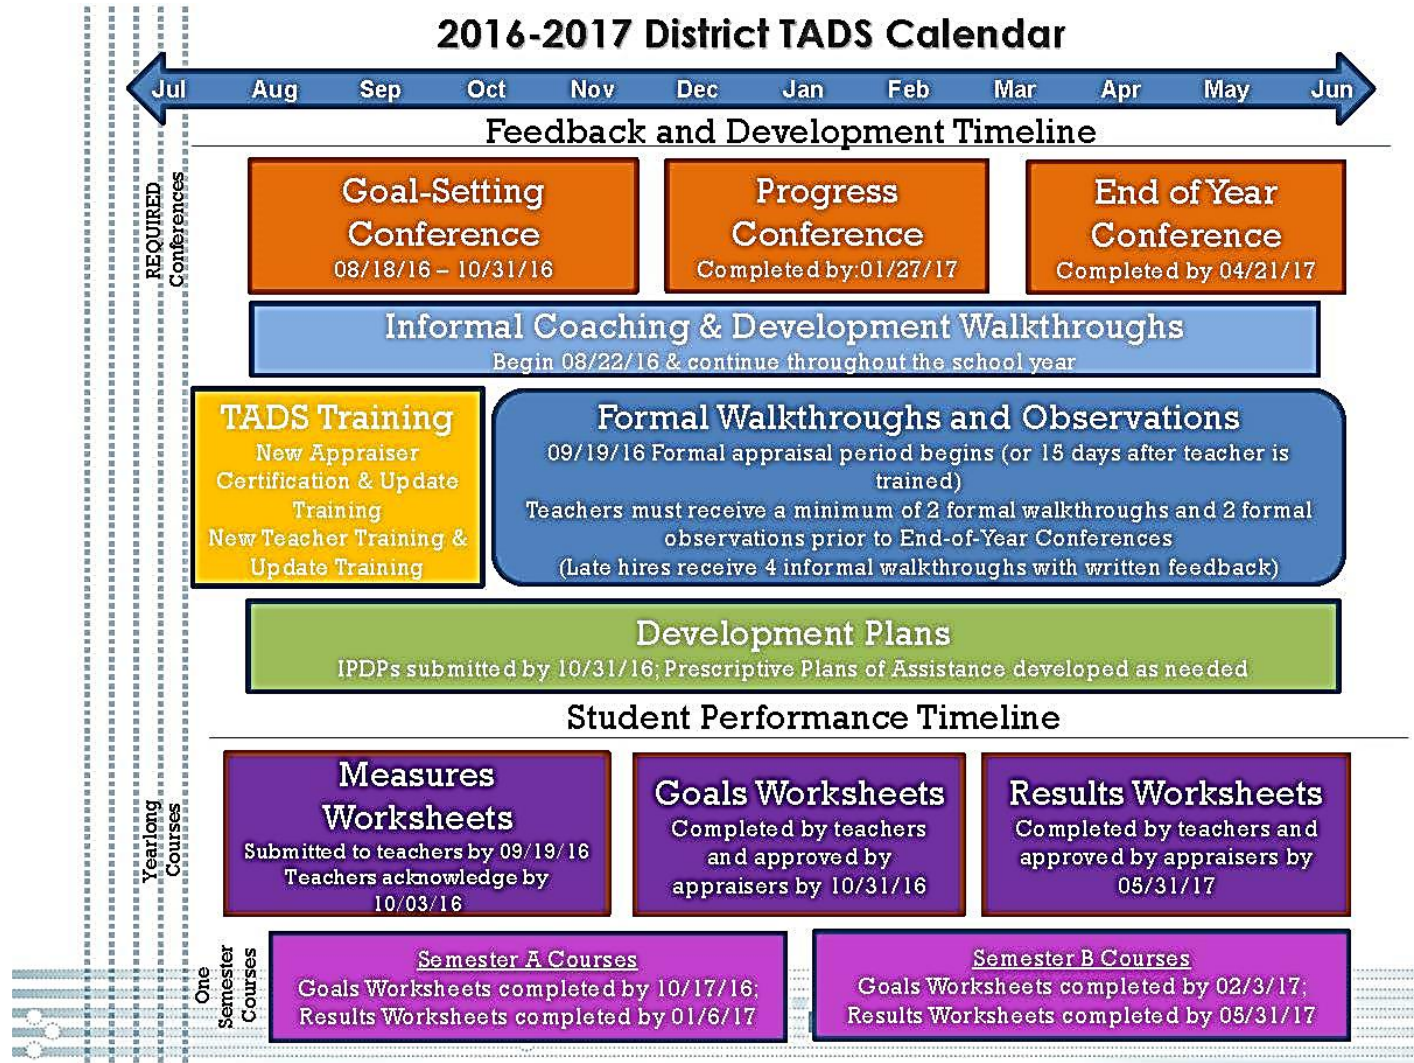 2016-2017 District TADS Calendar
Jul Aug Sep Oct Nov Dec Jan Feb Mar Apr May Jun
Feedback and Development Timeline
REQUIRED
Conferences
Goal-Setting
Conference
08/18/16 – 10/31/16
Progress
Conference
Completed by:01/27/17
End of Year
Conference
Completed by 04/21/17
Informal Coaching & Development Walkthroughs
Begin 08/22/16 & continue throughout the school year
TADS Training
New Appraiser
Certification & Update
Training
New Teacher Training &
Update Training
Formal Walkthroughs and Observations
09/19/16 Formal appraisal period begins (or 15 days after teacher is
trained)
Teachers must receive a minimum of 2 formal walkthroughs and 2 formal
observations prior to End-of-Year Conferences
(Late hires receive 4 informal walkthroughs with written feedback)
Development Plans
IPDPs submitted by 10/31/16; Prescriptive Plans of Assistance developed as needed
Student Performance Timeline
Yearlong
Courses
Measures
Worksheets
Submitted to teachers by 09/19/16
Teachers acknowledge by
10/03/16
Goals Worksheets
Completed by teachers
and approved by
appraisers by 10/31/16
Results Worksheets
Completed by teachers and
approved by appraisers by
05/31/17
One
Semester
Courses
Semester A Courses
Goals Worksheets completed by 10/17/16;
Results Worksheets completed by 01/6/17
Semester B Courses
Goals Worksheets completed by 02/3/17;
Results Worksheets completed by 05/31/17